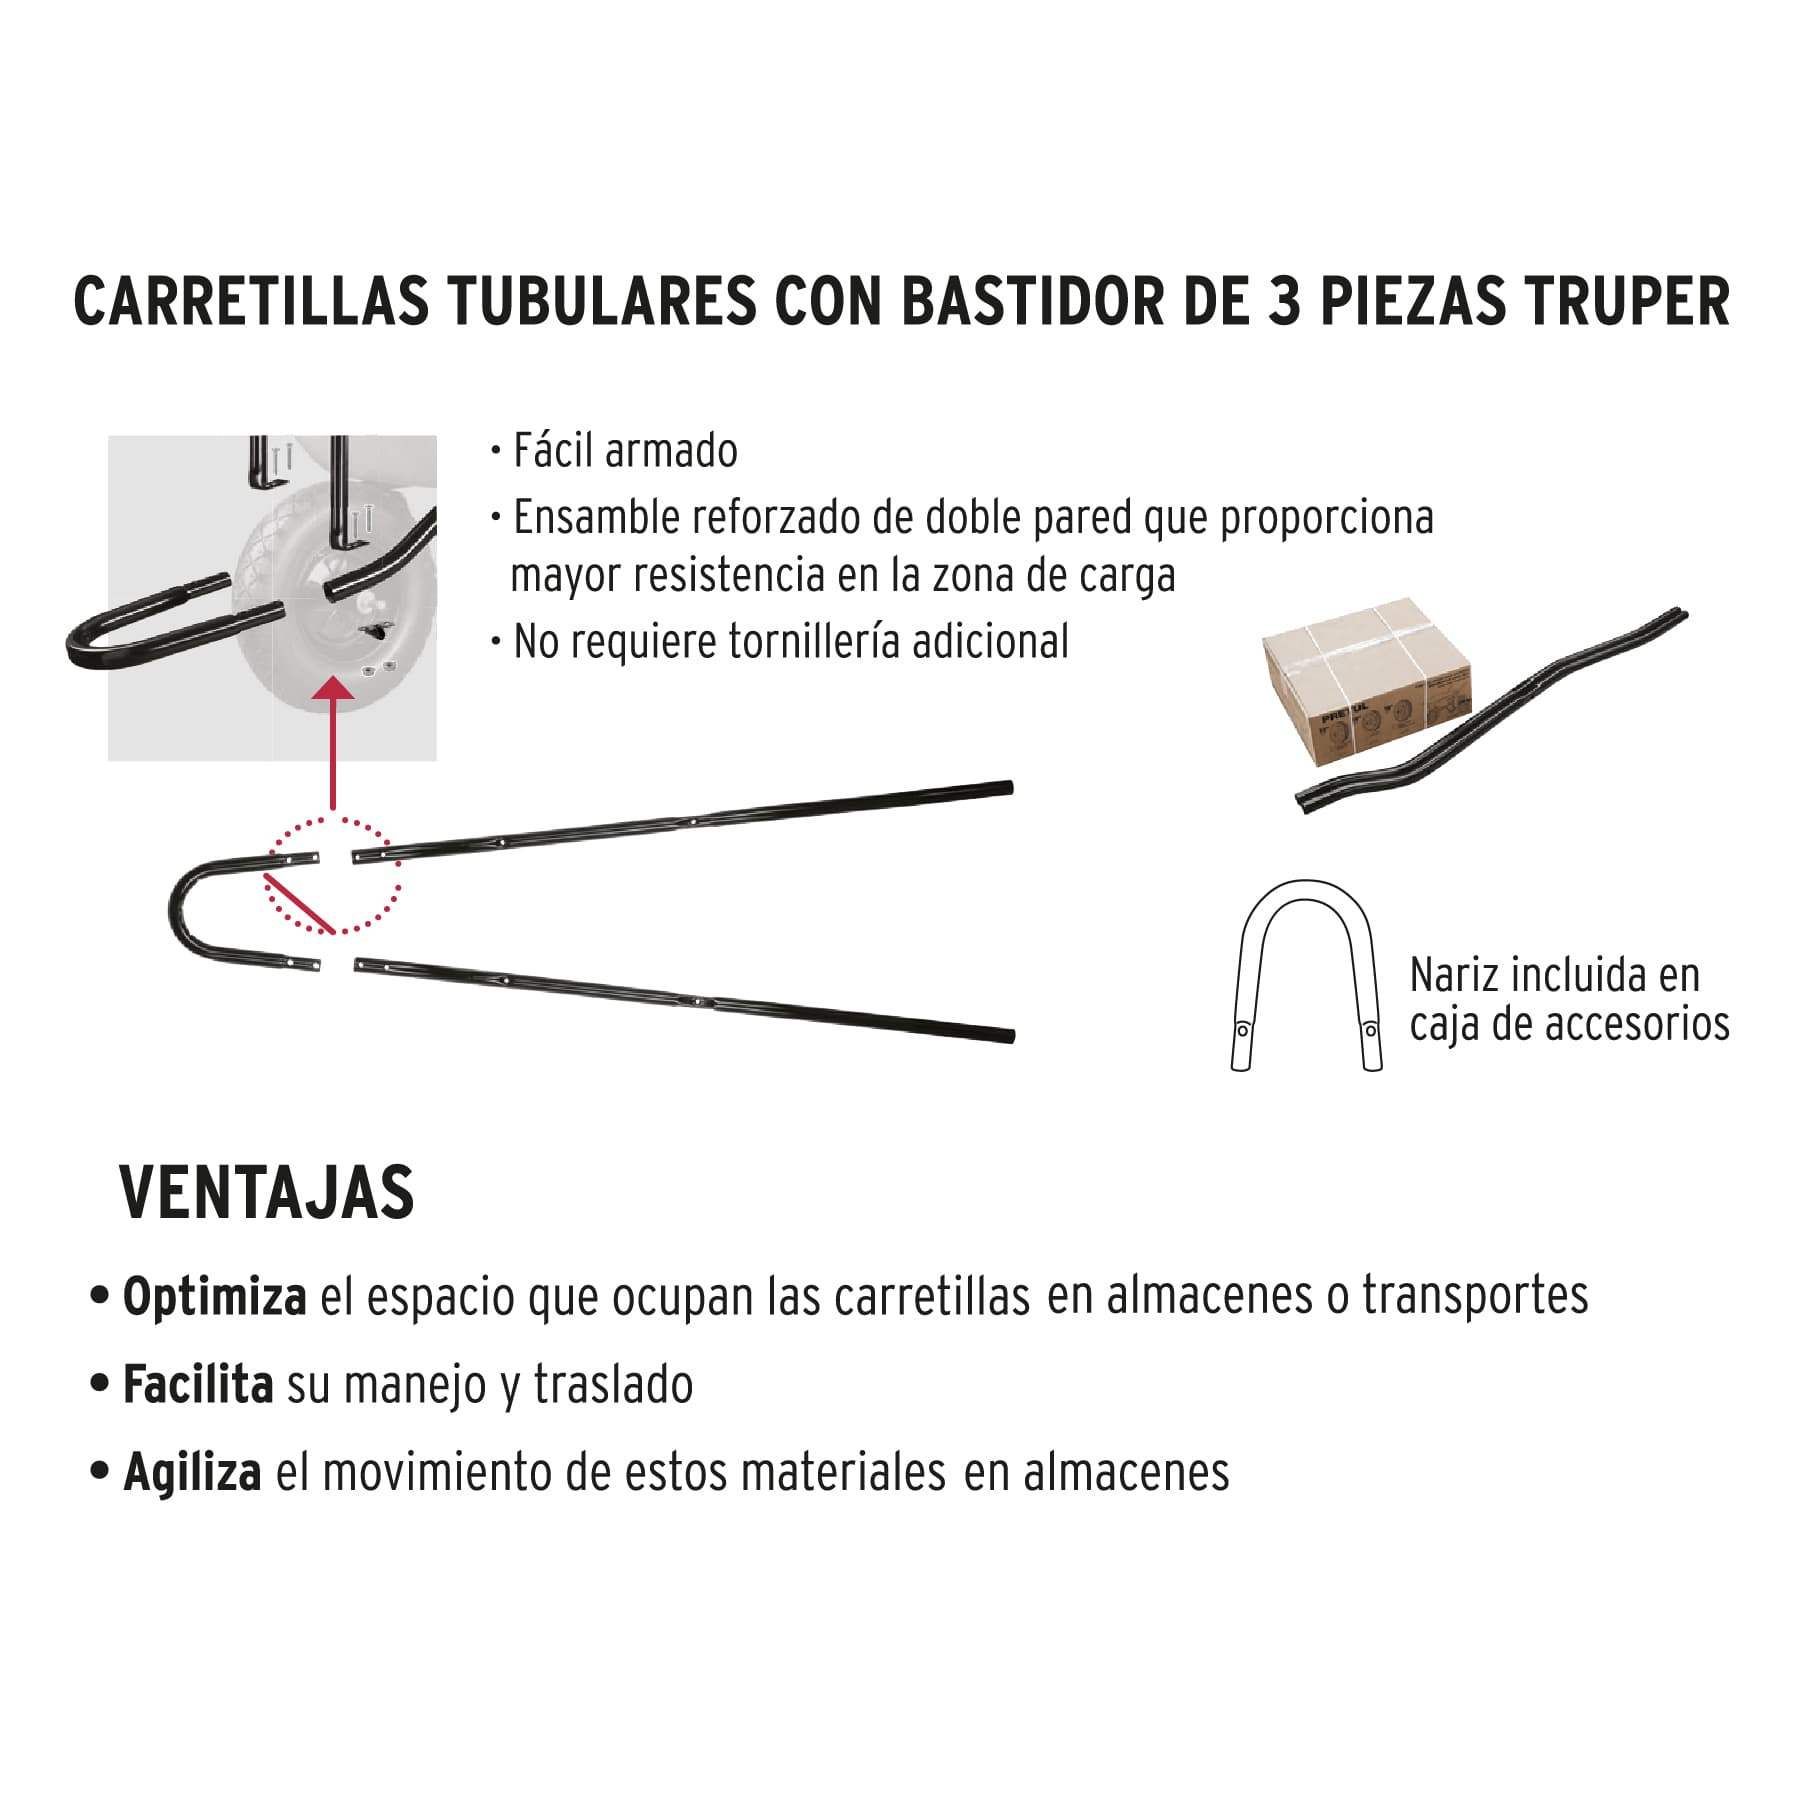 CARRETILLAS TUBULARES CON BASTIDOR DE 3 PIEZAS TRUPER
· Fácil armado
· Ensamble reforzado de doble pared que proporciona
mayor resistencia en la zona de carga
· No requiere tornillería adicional
PRETUL
Nariz incluida en
caja de accesorios
VENTAJAS
• Optimiza el espacio que ocupan las carretillas en almacenes o transportes
• Facilita su manejo y traslado
• Agiliza el movimiento de estos materiales en almacenes